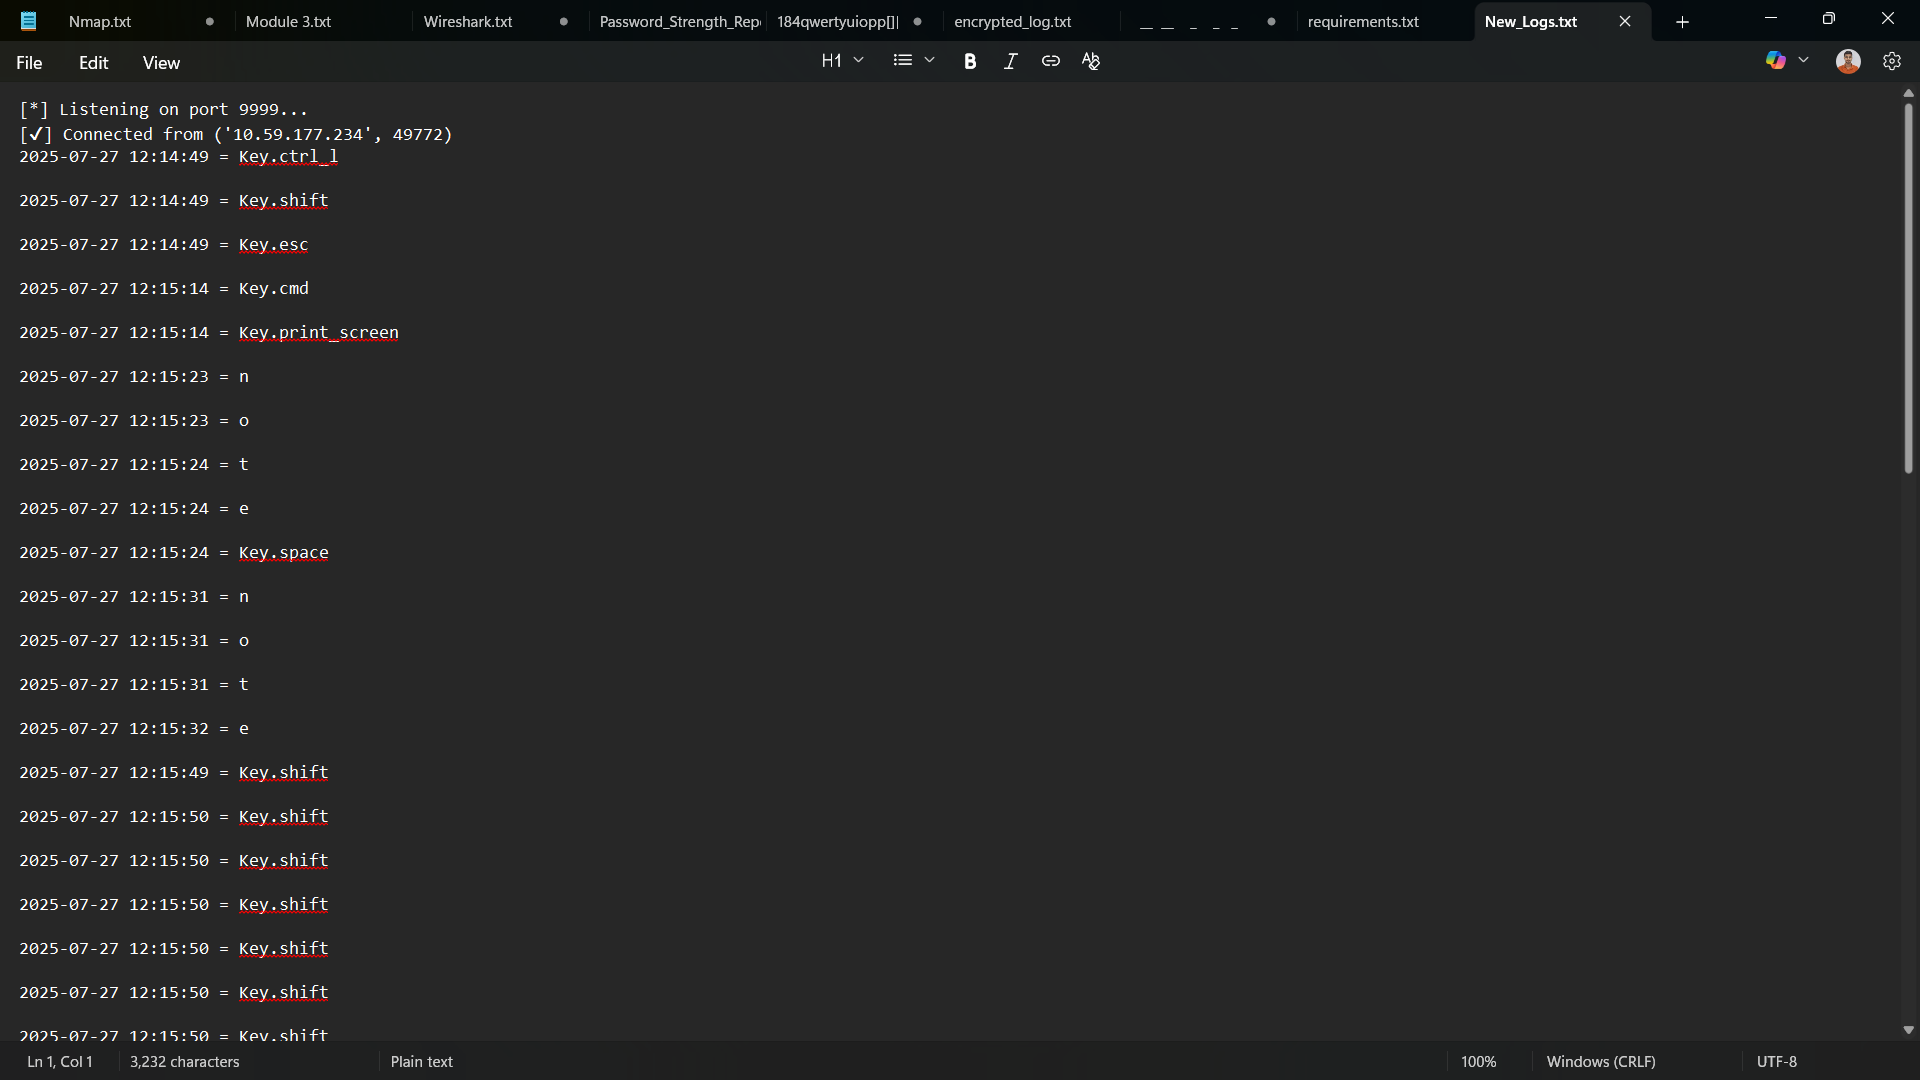 Nmap.txt
Module 3.txt
Wireshark.txt
Password_Strength_Rep
184qwertyuiopp[]|
encrypted_log.txt
__ __ _ _ _
requirements.txt
New_Logs.txt
File
Edit
View
H1
[*] Listening on port 9999...
[✔] Connected from ('10.59.177.234', 49772)
2025-07-27 12:14:49 = Key.ctrl_l
2025-07-27 12:14:49 = Key.shift
2025-07-27 12:14:49 = Key.esc
2025-07-27 12:15:14 = Key.cmd
2025-07-27 12:15:14 = Key.print_screen
2025-07-27 12:15:23 = n
2025-07-27 12:15:23 = o
2025-07-27 12:15:24 = t
2025-07-27 12:15:24 = e
2025-07-27 12:15:24 = Key.space
2025-07-27 12:15:31 = n
2025-07-27 12:15:31 = o
2025-07-27 12:15:31 = t
2025-07-27 12:15:32 = e
2025-07-27 12:15:49 = Key.shift
2025-07-27 12:15:50 = Key.shift
2025-07-27 12:15:50 = Key.shift
2025-07-27 12:15:50 = Key.shift
2025-07-27 12:15:50 = Key.shift
2025-07-27 12:15:50 = Key.shift
2025-07-27 12:15:50 = Key.shift
Ln 1, Col 1
3,232 characters
Plain text
100%
Windows (CRLF)
UTF-8